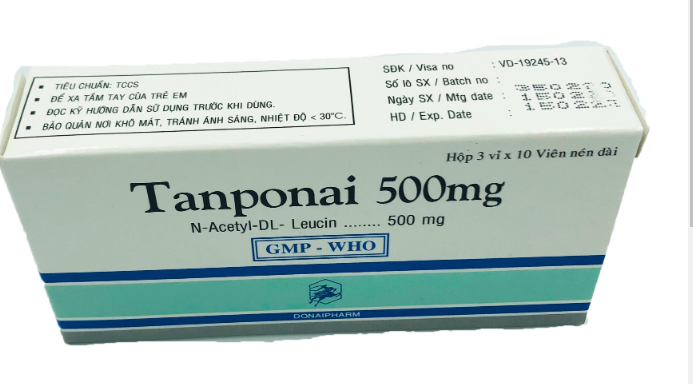 TIÊU CHUẨN: TCCS
ĐỂ XA TẦM TAY CỦA TRẺ EM
ĐỌC KỸ HƯỚNG DẪN SỬ DỤNG TRƯỚC KHI DÙNG.
BẢO QUẢN NƠI KHÔ MÁT, TRÁNH ÁNH SÁNG, NHIỆT ĐỘ < 30°C.
SĐK / Visa no : VD-19245-13
Số lô SX / Batch no :
Ngày SX / Mfg date :
HD / Exp. Date :
Hộp 3 vỉ x 10 Viên nén dài
Tanponai 500mg
N-Acetyl-DL- Leucin ........ 500 mg
GMP - WHO
DONAIPHARM